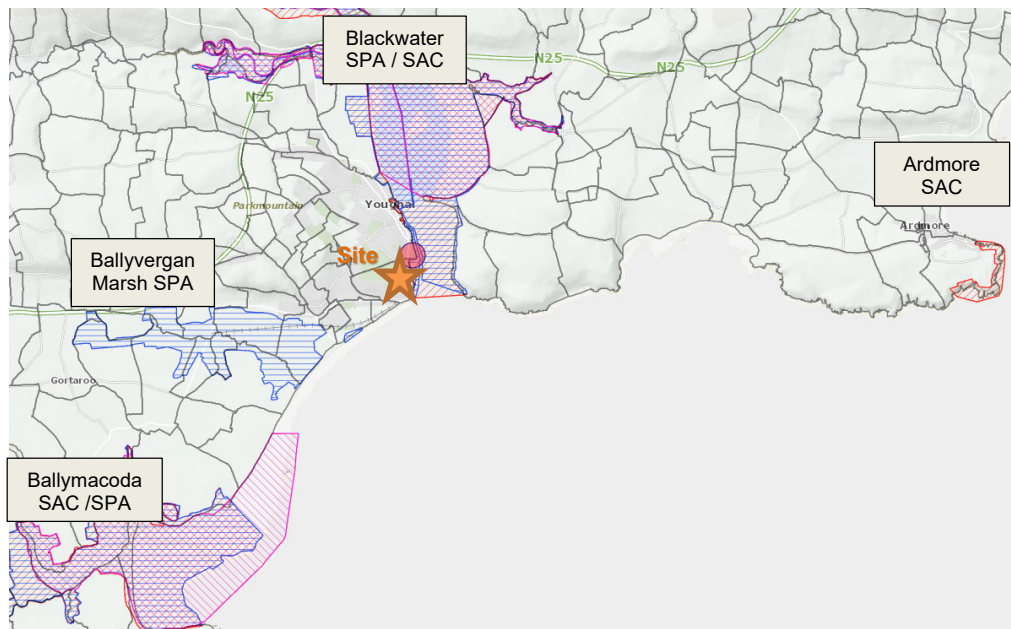 Blackwater
SPA / SAC
N25
N25
N25
Ardmore
SAC
Parkmountain
Youghal
Ardmore
Site
Ballyvergan
Marsh SPA
Gortaroo
Ballymacoda
SAC /SPA